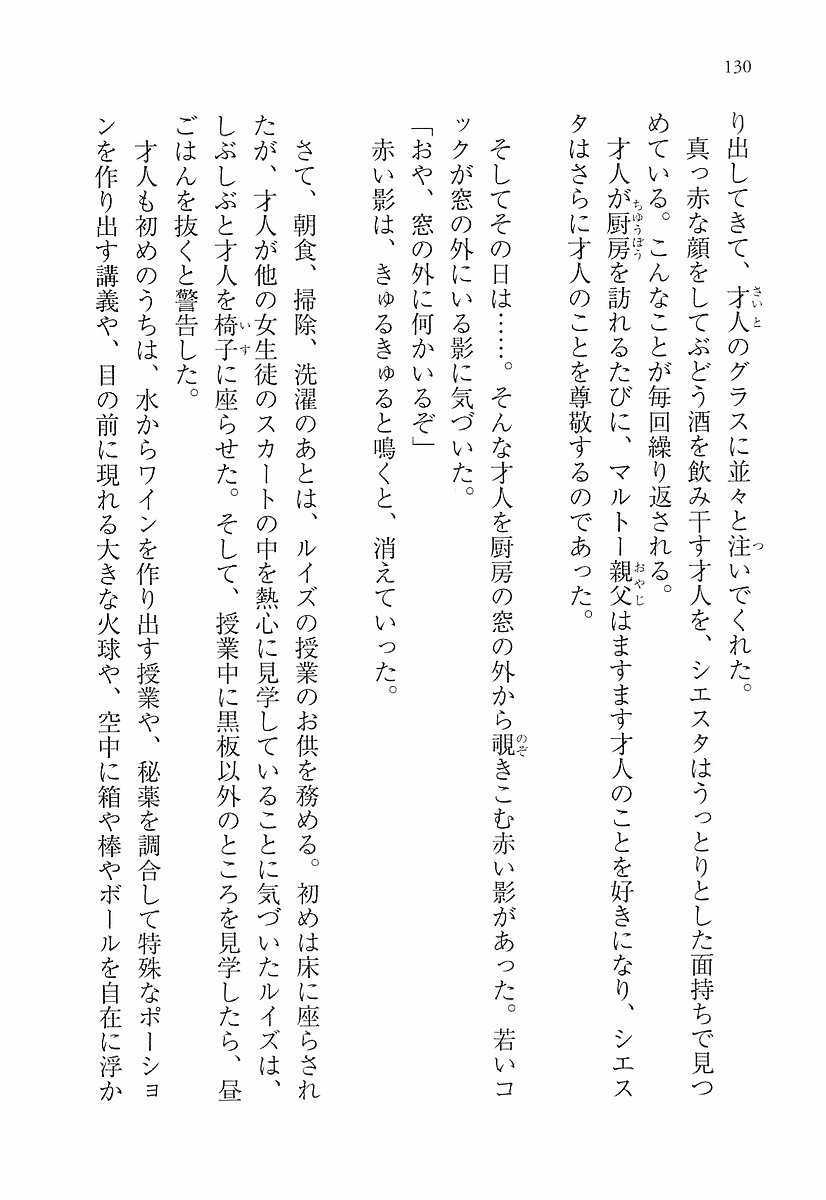 130
り出してきて、才人のグラスに並々と注いでくれた。
真っ赤な顔をしてぶどう酒を飲み干す才人を、シエスタはうっとりとした面持ちで見つ
めている。こんなことが毎回繰り返される。
才人が厨房を訪れるたびに、マルトー親父はますます才人のことを好きになり、シエス
タはさらに才人のことを尊敬するのであった。
そしてその日は……。そんな才人を厨房の窓の外から覗きこむ赤い影があった。若いコ
ックが窓の外にいる影に気づいた。
「おや、窓の外に何かいるぞ」
赤い影は、きゅるきゅると鳴くと、消えていった。
さて、朝食、掃除、洗濯のあとは、ルイズの授業のお供を務める。初めは床に座らされ
たが、才人が他の女生徒のスカートの中を熱心に見学していることに気づいたルイズは、
しぶしぶと才人を椅子に座らせた。そして、授業中に黒板以外のところを見学したら、昼
ごはんを抜くと警告した。
才人も初めのうちは、水からワインを作り出す授業や、秘薬を調合して特殊なポーショ
ンを作り出す講義や、目の前に現れる大きな火球や、空中に箱や棒やボールを自在に浮か